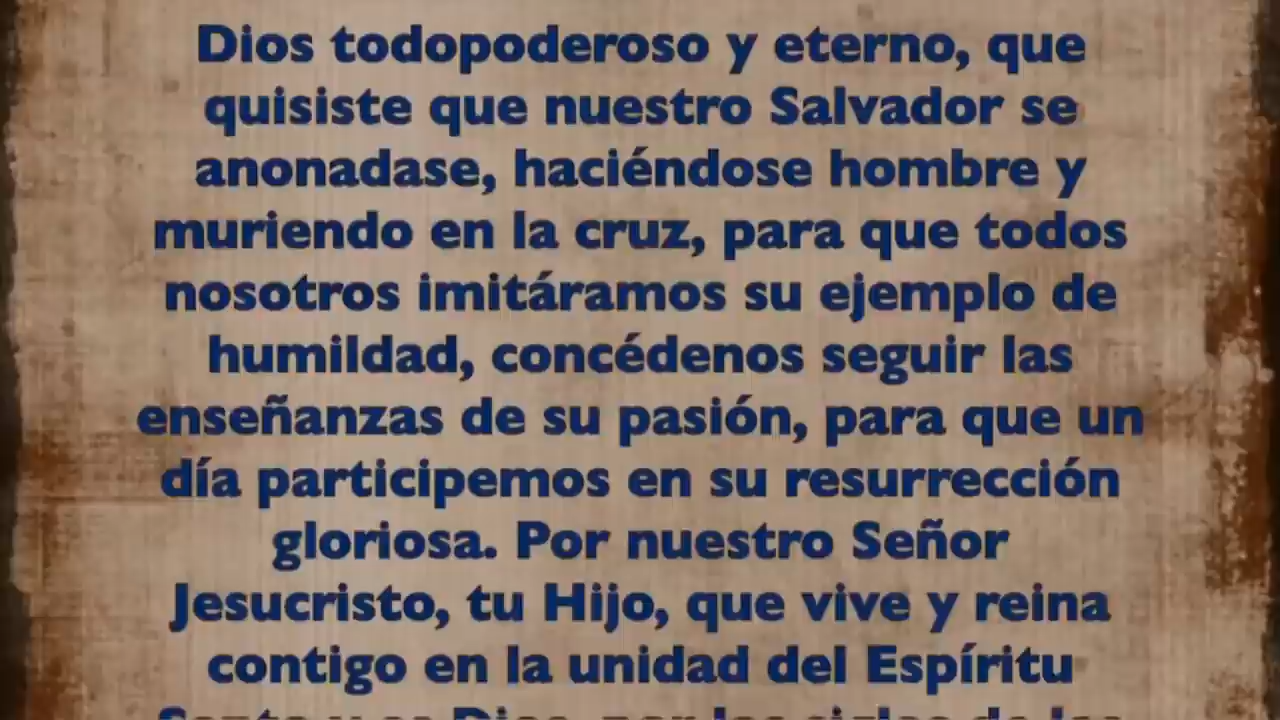 Dios todopoderoso y eterno, que
quisiste que nuestro Salvador se
anonadase, haciéndose hombre y
muriendo en la cruz, para que todos
nosotros imitáramos su ejemplo de
humildad, concédenos seguir las
enseñanzas de su pasión, para que un
día participemos en su resurrección
gloriosa. Por nuestro Señor
Jesucristo, tu Hijo, que vive y reina
contigo en la unidad del Espíritu